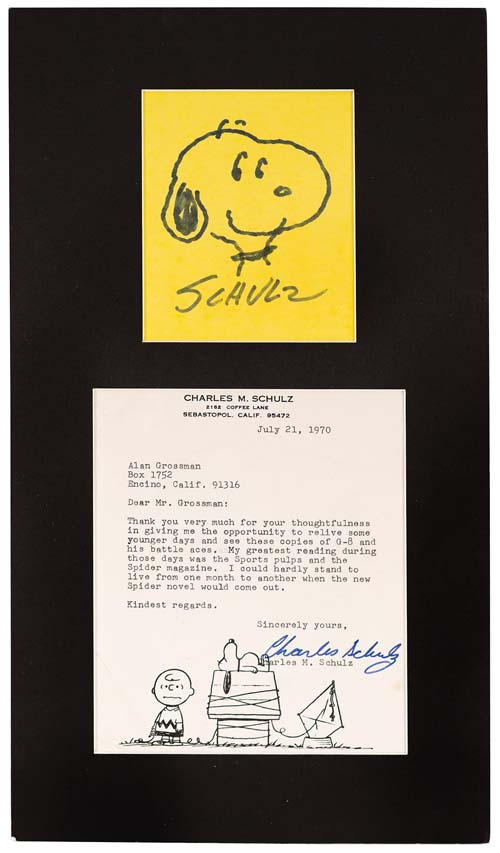 SCHULZ
CHARLES M. SCHULZ
2162 COFFEE LANE
SEBASTOPOL, CALIF. 95472
July 21, 1970
Alan Grossman
Box 1752
Encino, Calif. 91316
Dear Mr. Grossman:
Thank you very much for your thoughtfulness
in giving me the opportunity to relive some
younger days and see these copies of G-8 and
his battle aces. My greatest reading during
those days was the Sports pulps and the
Spider magazine. I could hardly stand to
live from one month to another when the new
Spider novel would come out.
Kindest regards.
Sincerely yours,
Charles Schulz
Charles M. Schulz